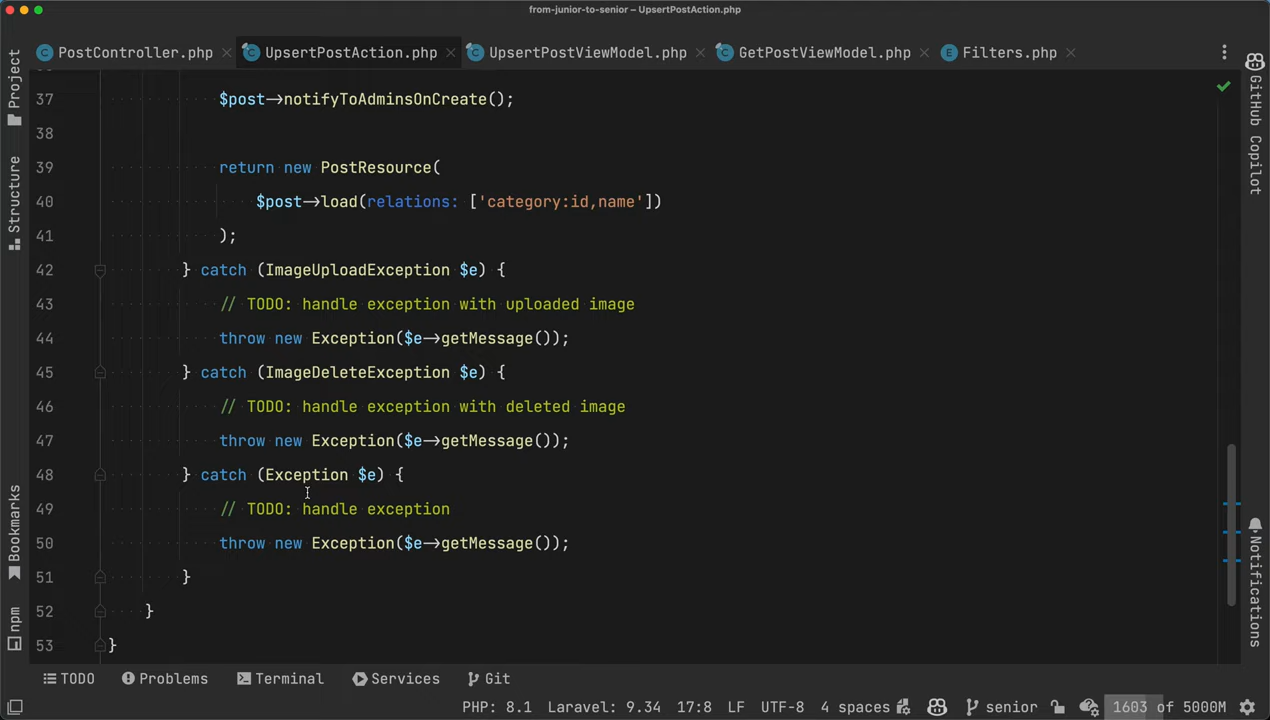 from-junior-to-senior – UpsertPostAction.php
PostController.php
UpsertPostAction.php
UpsertPostViewModel.php
GetPostViewModel.php
Filters.php
Project
Structure
Bookmarks
npm
GitHub Copilot
Notifications
37 $post→notifyToAdminsOnCreate();
38
39 return new PostResource(
40 $post→load(relations: ['category:id,name'])
41 );
42 } catch (ImageUploadException $e) {
43 // TODO: handle exception with uploaded image
44 throw new Exception($e→getMessage());
45 } catch (ImageDeleteException $e) {
46 // TODO: handle exception with deleted image
47 throw new Exception($e→getMessage());
48 } catch (Exception $e) {
49 // TODO: handle exception
50 throw new Exception($e→getMessage());
51 }
52 }
53 }
TODO Problems Terminal Services Git
PHP: 8.1 Laravel: 9.34 17:8 LF UTF-8 4 spaces senior 1603 of 5000M